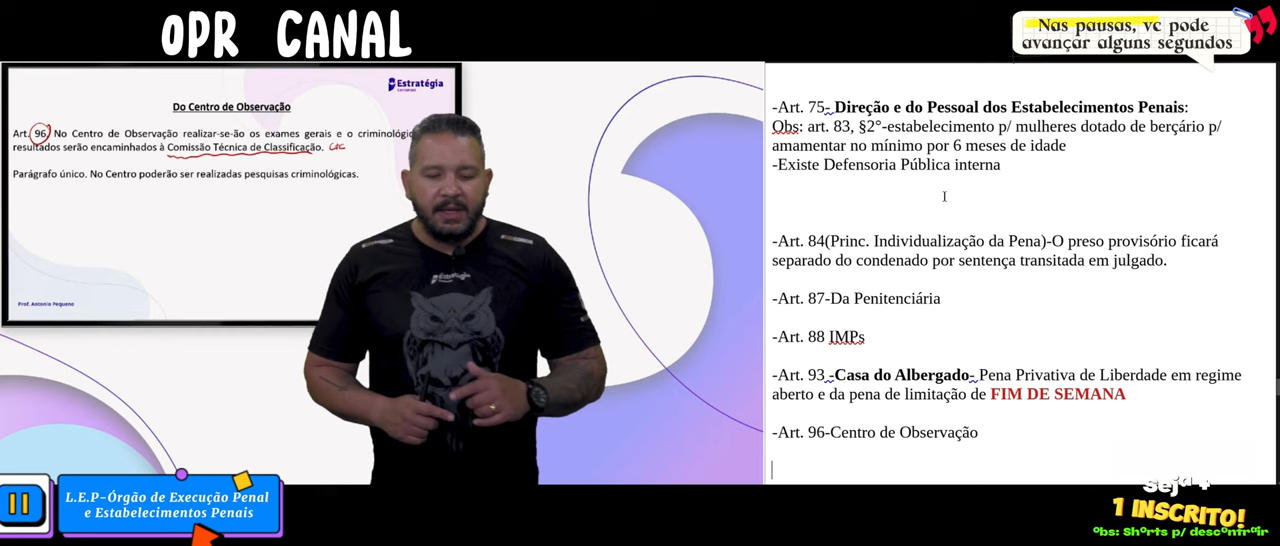 OPR CANAL
Nas pausas, vc pode
avançar alguns segundos
Estratégia
Concursos
Do Centro de Observação
Art. 96. No Centro de Observação realizar-se-ão os exames gerais e o criminológic
resultados serão encaminhados à Comissão Técnica de Classificação. CTC
Parágrafo único. No Centro poderão ser realizadas pesquisas criminológicas.
Prof. Antonio Pequeno
Estratégia
-Art. 75- Direção e do Pessoal dos Estabelecimentos Penais:
Obs: art. 83, §2°-estabelecimento p/ mulheres dotado de berçário p/
amamentar no mínimo por 6 meses de idade
-Existe Defensoria Pública interna
-Art. 84(Princ. Individualização da Pena)-O preso provisório ficará
separado do condenado por sentença transitada em julgado.
-Art. 87-Da Penitenciária
-Art. 88 IMPs
-Art. 93 -Casa do Albergado- Pena Privativa de Liberdade em regime
aberto e da pena de limitação de FIM DE SEMANA
-Art. 96-Centro de Observação
L.E.P-Órgão de Execução Penal
e Estabelecimentos Penais
Seja +
1 INSCRITO!
Obs: Shorts p/ descontrair